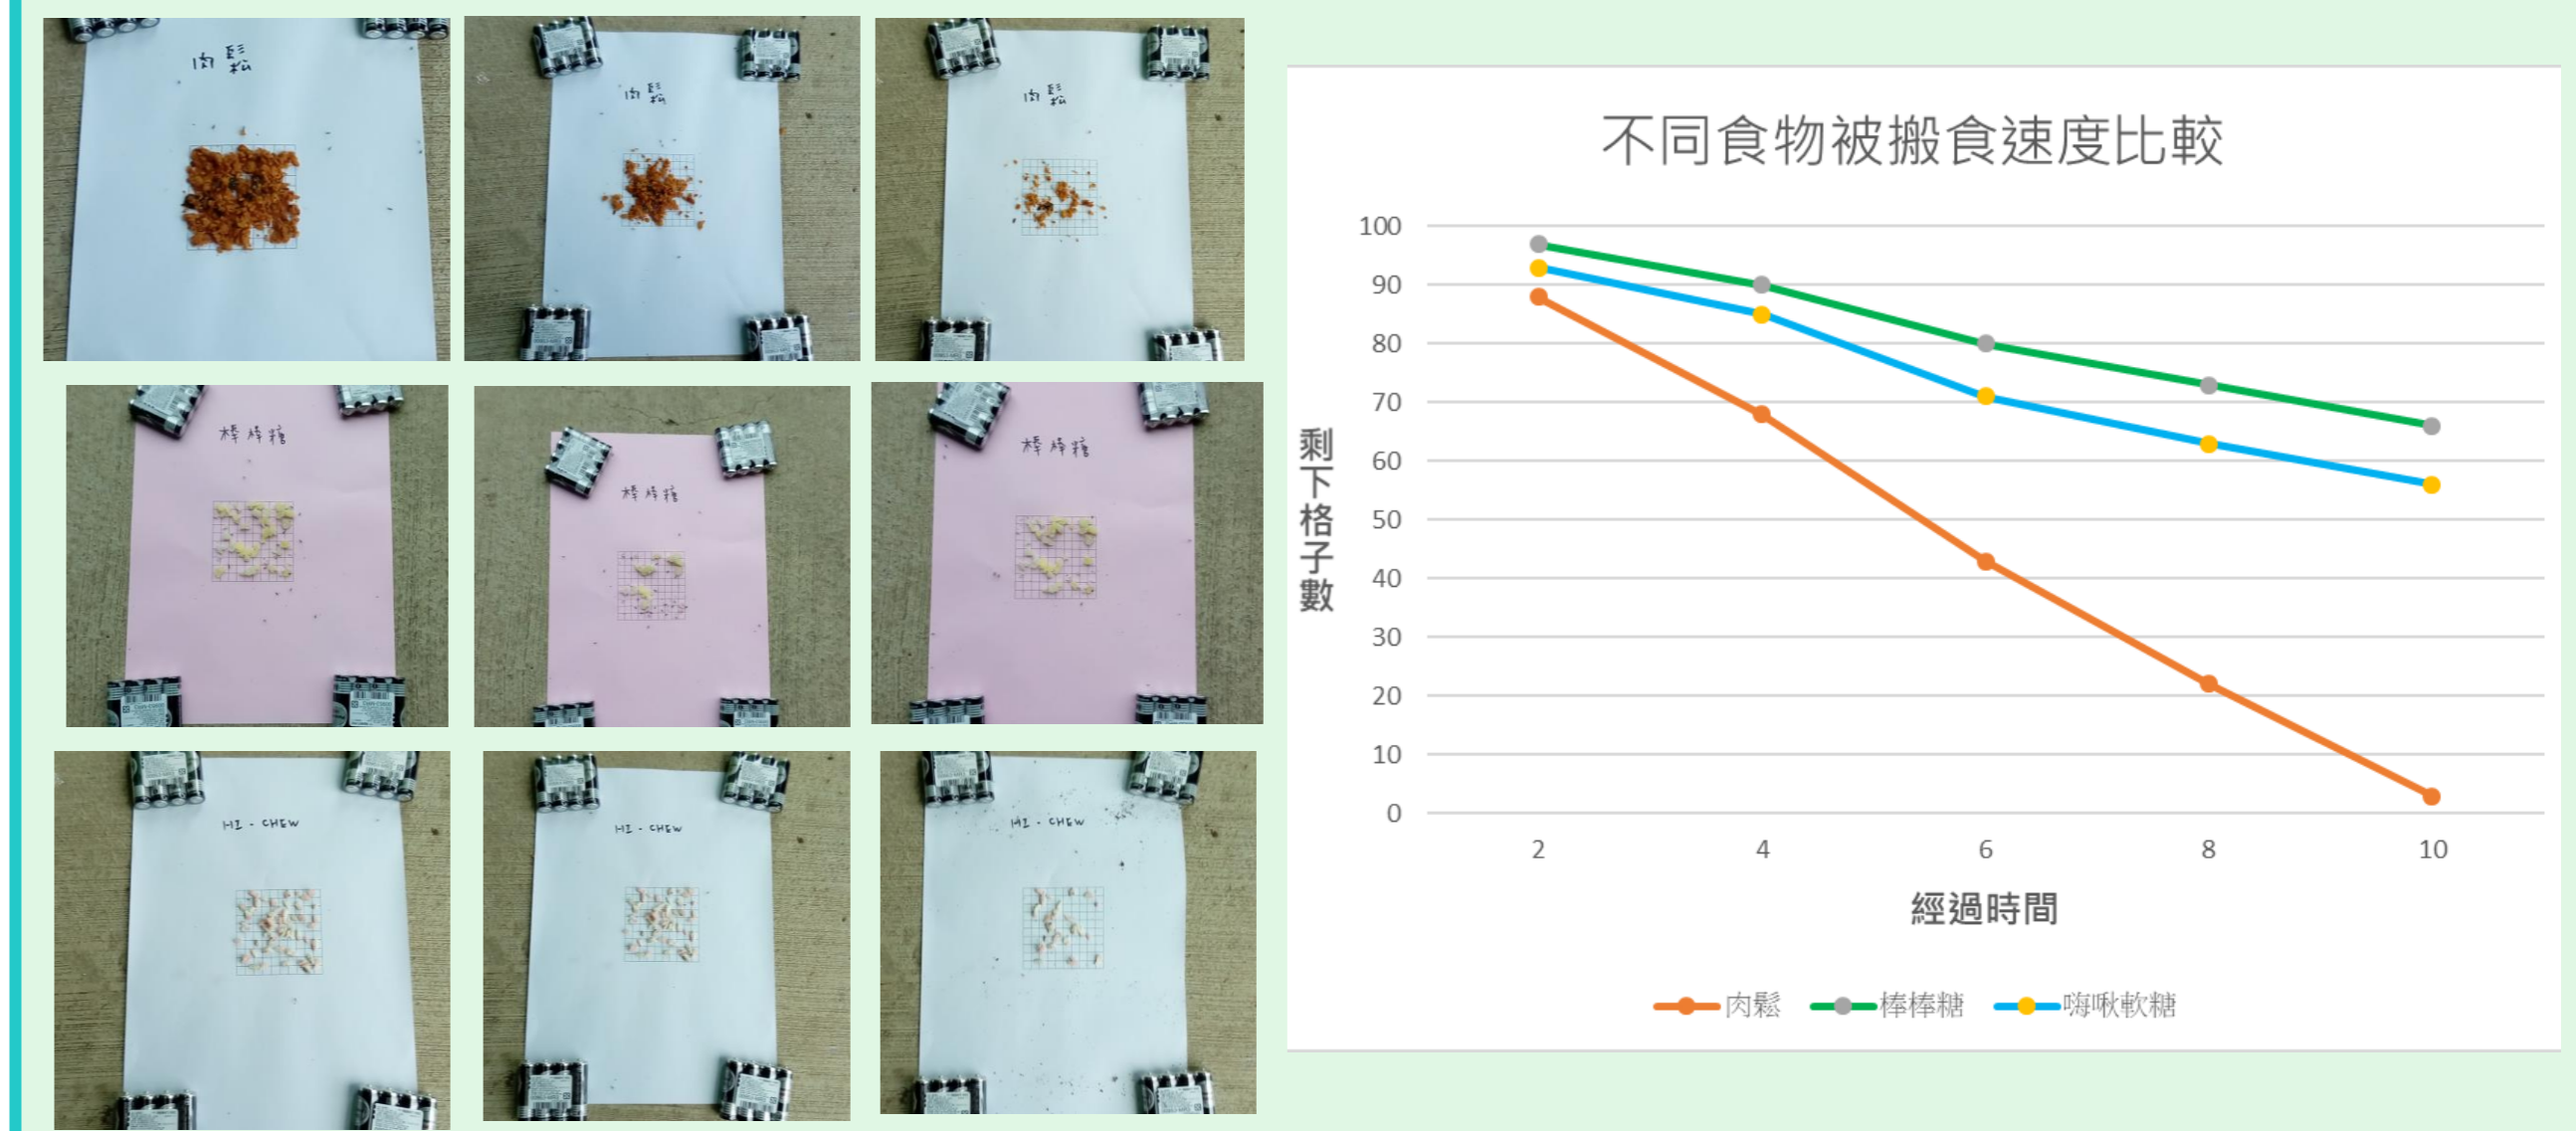 肉鬆
肉鬆
肉鬆
棒棒糖
棒棒糖
棒棒糖
HI-CHEW
HI-CHEW
HI-CHEW
不同食物被搬食速度比較
剩下格子數
100
90
80
70
60
50
40
30
20
10
0
2 4 6 8 10
經過時間
肉鬆 棒棒糖 嗨啾軟糖